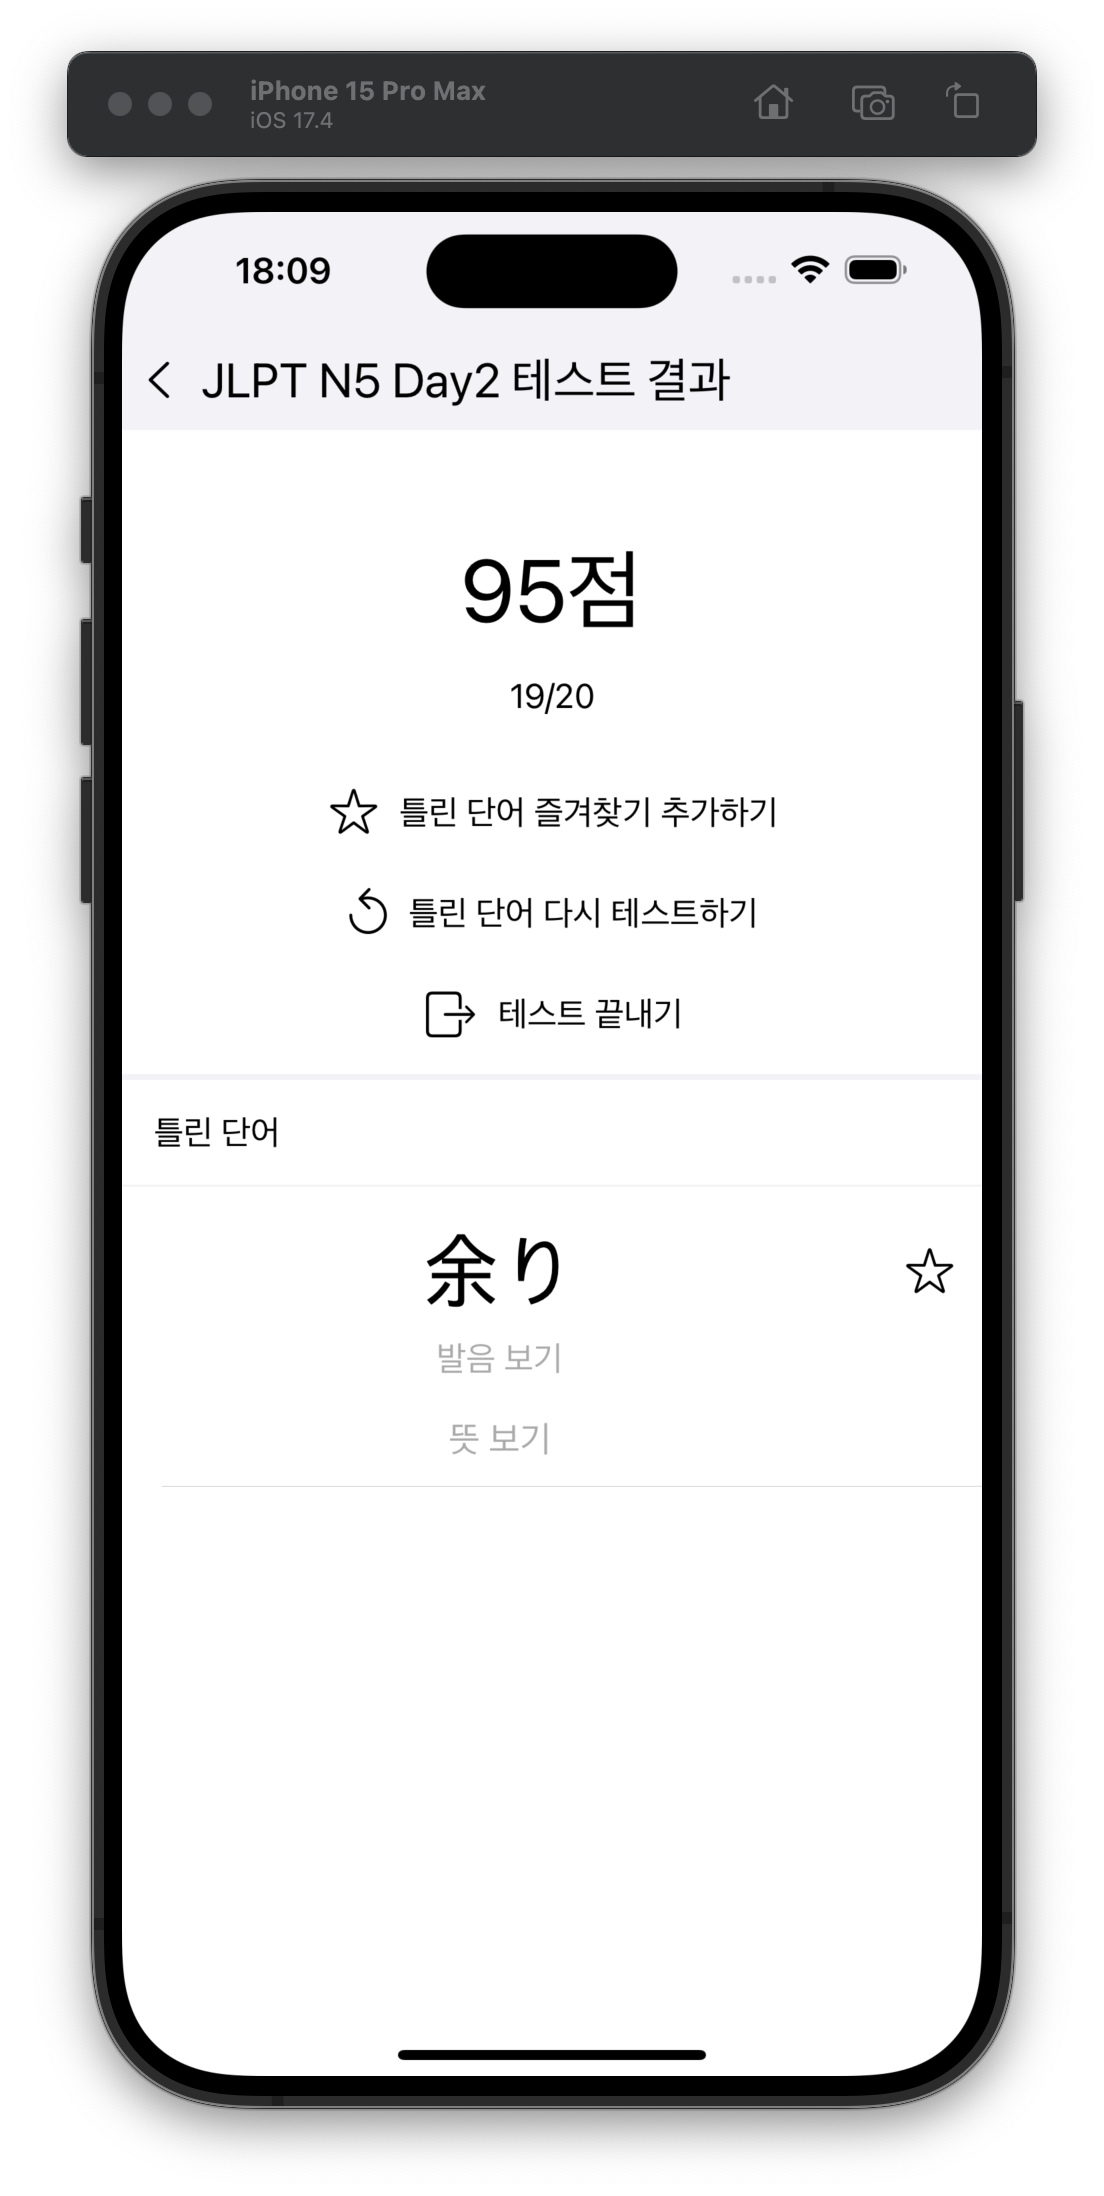 iPhone 15 Pro Max
iOS 17.4
18:09
JLPT N5 Day2 테스트 결과
95점
19/20
틀린 단어 즐겨찾기 추가하기
틀린 단어 다시 테스트하기
테스트 끝내기
틀린 단어
余り
발음 보기
뜻 보기